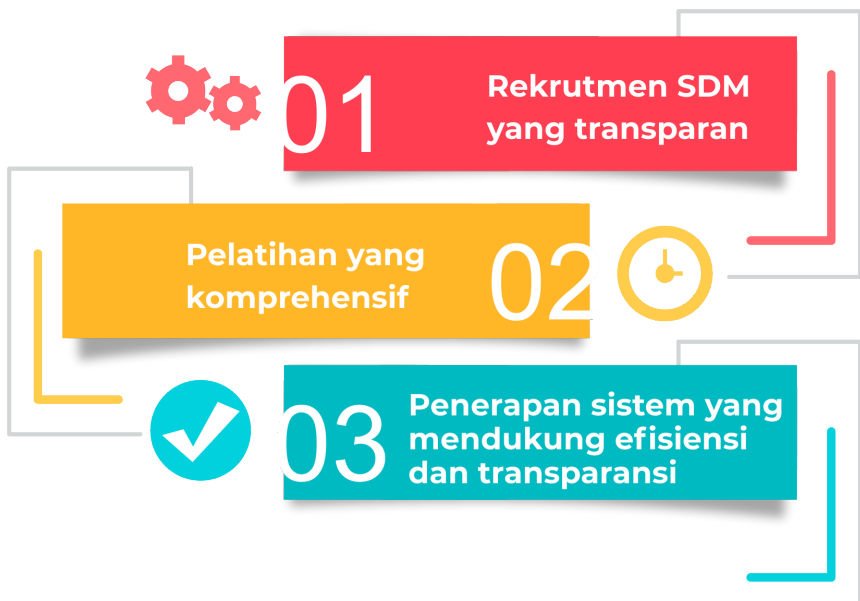 01
Rekrutmen SDM
yang transparan
Pelatihan yang
komprehensif
02
03
Penerapan sistem yang
mendukung efisiensi
dan transparansi